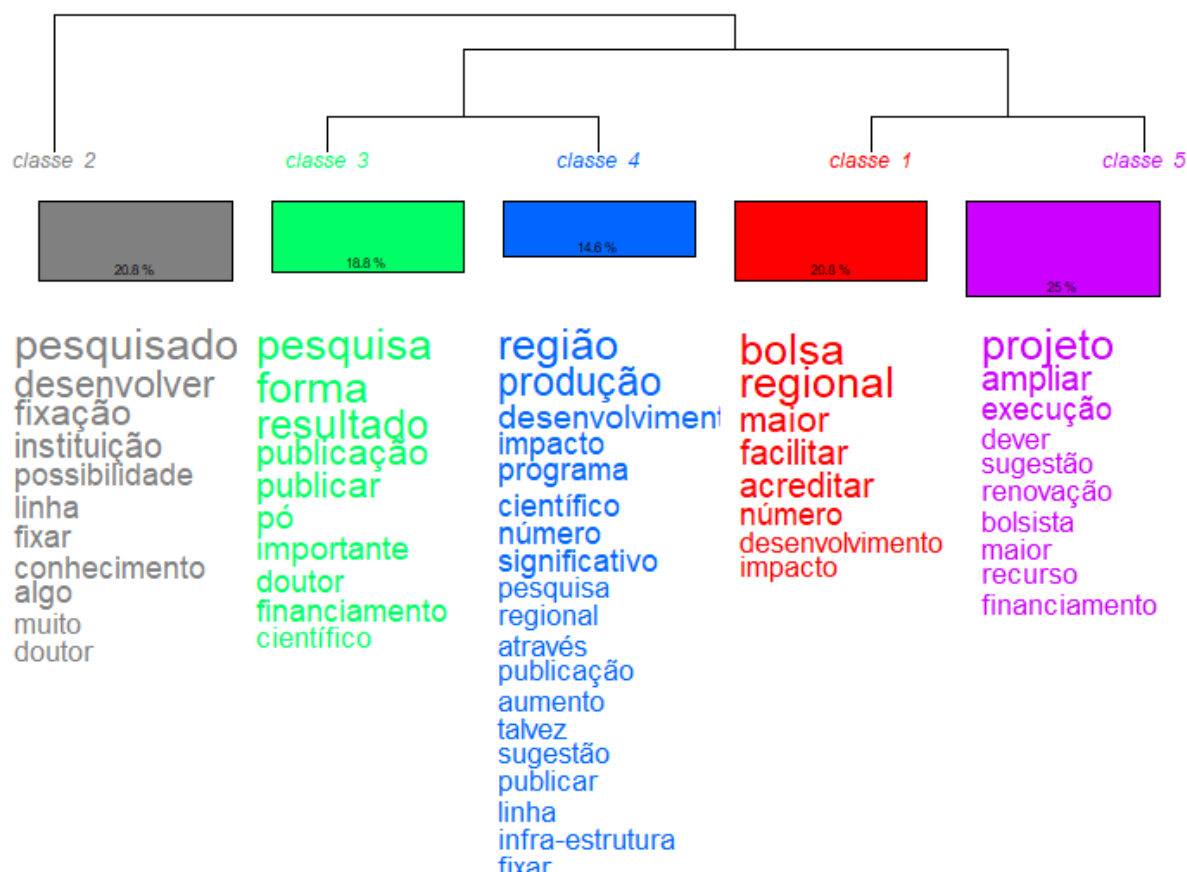 classe 2
classe 3
classe 4
classe 1
classe 5
20.8 %
18.8 %
14.6 %
20.8 %
25 %
pesquisado
desenvolver
fixação
instituição
possibilidade
linha
fixar
conhecimento
algo
muito
doutor
pesquisa
forma
resultado
publicação
publicar
pó
importante
doutor
financiamento
científico
região
produção
desenvolviment
impacto
programa
científico
número
significativo
pesquisa
regional
através
publicação
aumento
talvez
sugestão
publicar
linha
infra-estrutura
fixar
bolsa
regional
maior
facilitar
acreditar
número
desenvolvimento
impacto
projeto
ampliar
execução
dever
sugestão
renovação
bolsista
maior
recurso
financiamento